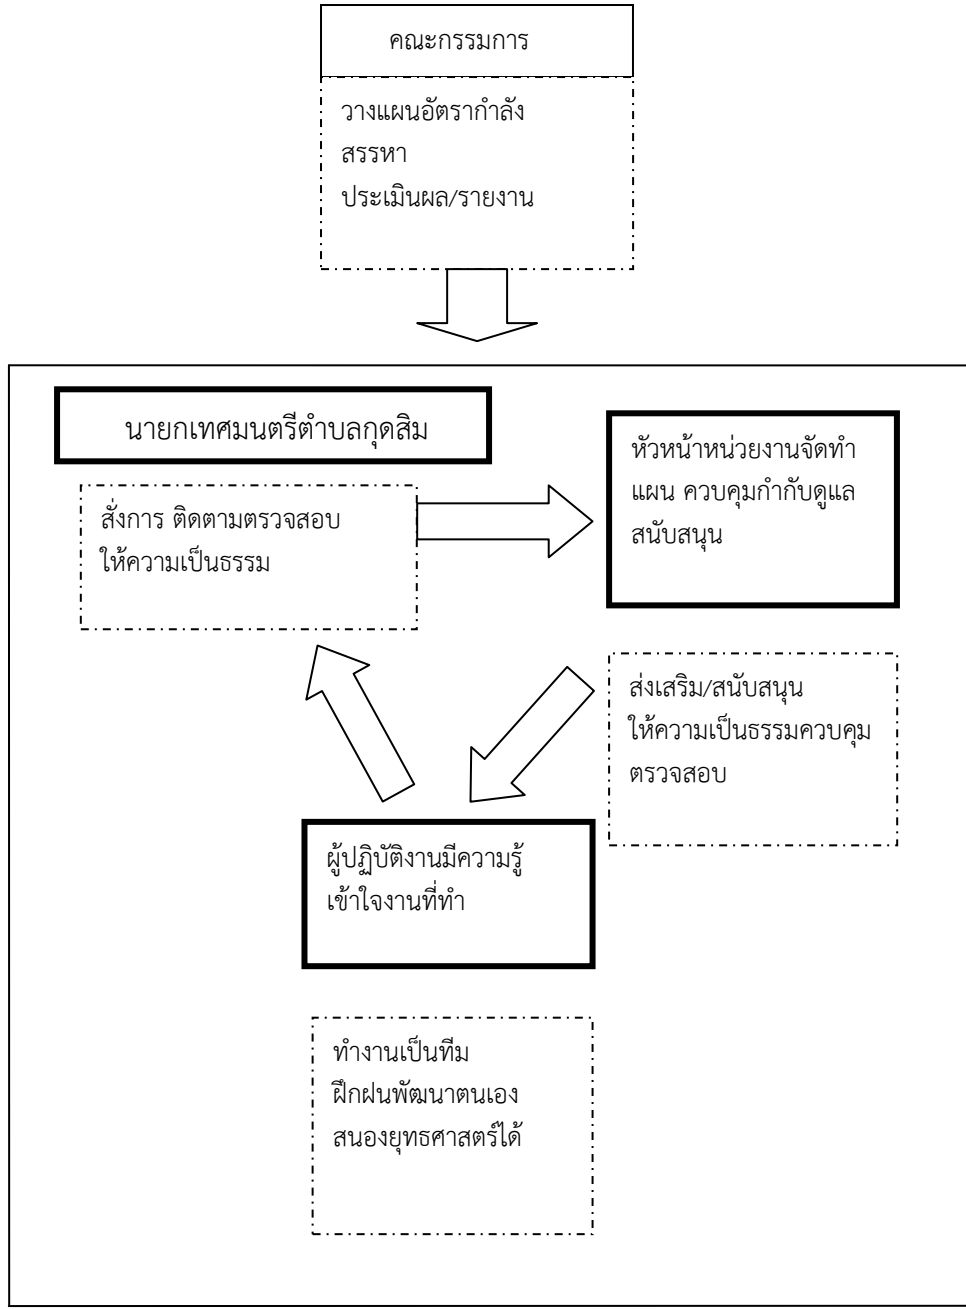 คณะกรรมการ
วางแผนอัตรากำลัง
สรรหา
ประเมินผล/รายงาน
นายกเทศมนตรีตำบลกุดสิม
สั่งการ ติดตามตรวจสอบ
ให้ความเป็นธรรม
หัวหน้าหน่วยงานจัดทำ
แผน ควบคุมกำกับดูแล
สนับสนุน
ส่งเสริม/สนับสนุน
ให้ความเป็นธรรมควบคุม
ตรวจสอบ
ผู้ปฏิบัติงานมีความรู้
เข้าใจงานที่ทำ
ทำงานเป็นทีม
ฝึกฝนพัฒนาตนเอง
สนองยุทธศาสตร์ได้